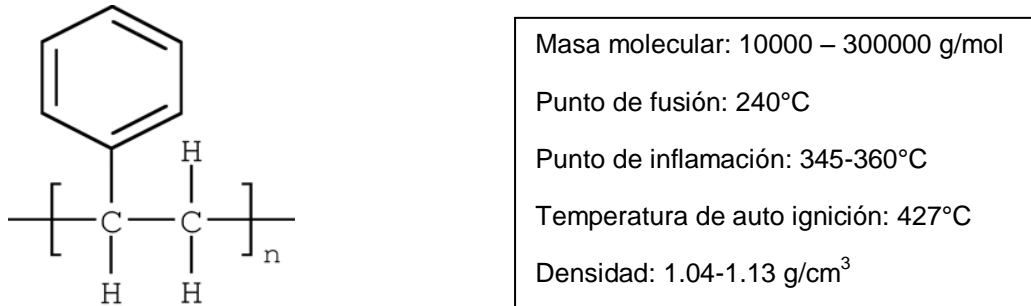 H
C C
n
H H
Masa molecular: 10000 – 300000 g/mol
Punto de fusión: 240°C
Punto de inflamación: 345-360°C
Temperatura de auto ignición: 427°C
Densidad: 1.04-1.13 g/cm³